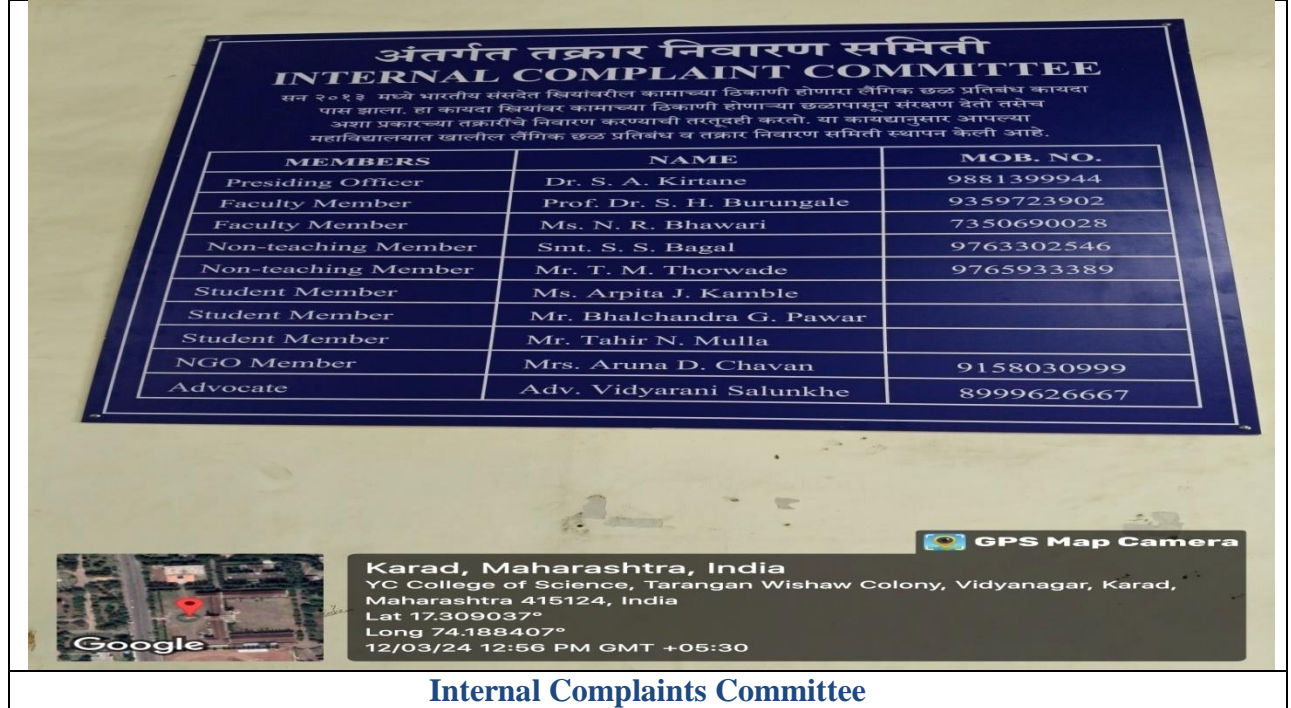 अंतर्गत तक्रार निवारण समिती
INTERNAL COMPLAINT COMMITTEE
सन २०१३ मध्ये भारतीय संसदेत स्त्रियांवरील कामाच्या ठिकाणी होणारा लैंगिक छळ प्रतिबंध कायदा
पास झाला. हा कायदा स्त्रियांवर कामाच्या ठिकाणी होणाऱ्या छळापासून संरक्षण देतो तसेच
अशा प्रकारच्या तक्रारींचे निवारण करण्याची तरतूदही करतो. या कायद्यानुसार आपल्या
महाविद्यालयात खालील लैंगिक छळ प्रतिबंध व तक्रार निवारण समिती स्थापन केली आहे.
MEMBERS NAME MOB. NO.
Presiding Officer Dr. S. A. Kirtane 9881399944
Faculty Member Prof. Dr. S. H. Burungale 9359723902
Faculty Member Ms. N. R. Bhawari 7350690028
Non-teaching Member Smt. S. S. Bagal 9763302546
Non-teaching Member Mr. T. M. Thorwade 9765933389
Student Member Ms. Arpita J. Kamble
Student Member Mr. Bhalchandra G. Pawar
Student Member Mr. Tahir N. Mulla
NGO Member Mrs. Aruna D. Chavan 9158030999
Advocate Adv. Vidyarani Salunkhe 8999626667
GPS Map Camera
Google
Karad, Maharashtra, India
YC College of Science, Tarangan Wishaw Colony, Vidyanagar, Karad,
Maharashtra 415124, India
Lat 17.309037°
Long 74.188407°
12/03/24 12:56 PM GMT +05:30
Internal Complaints Committee